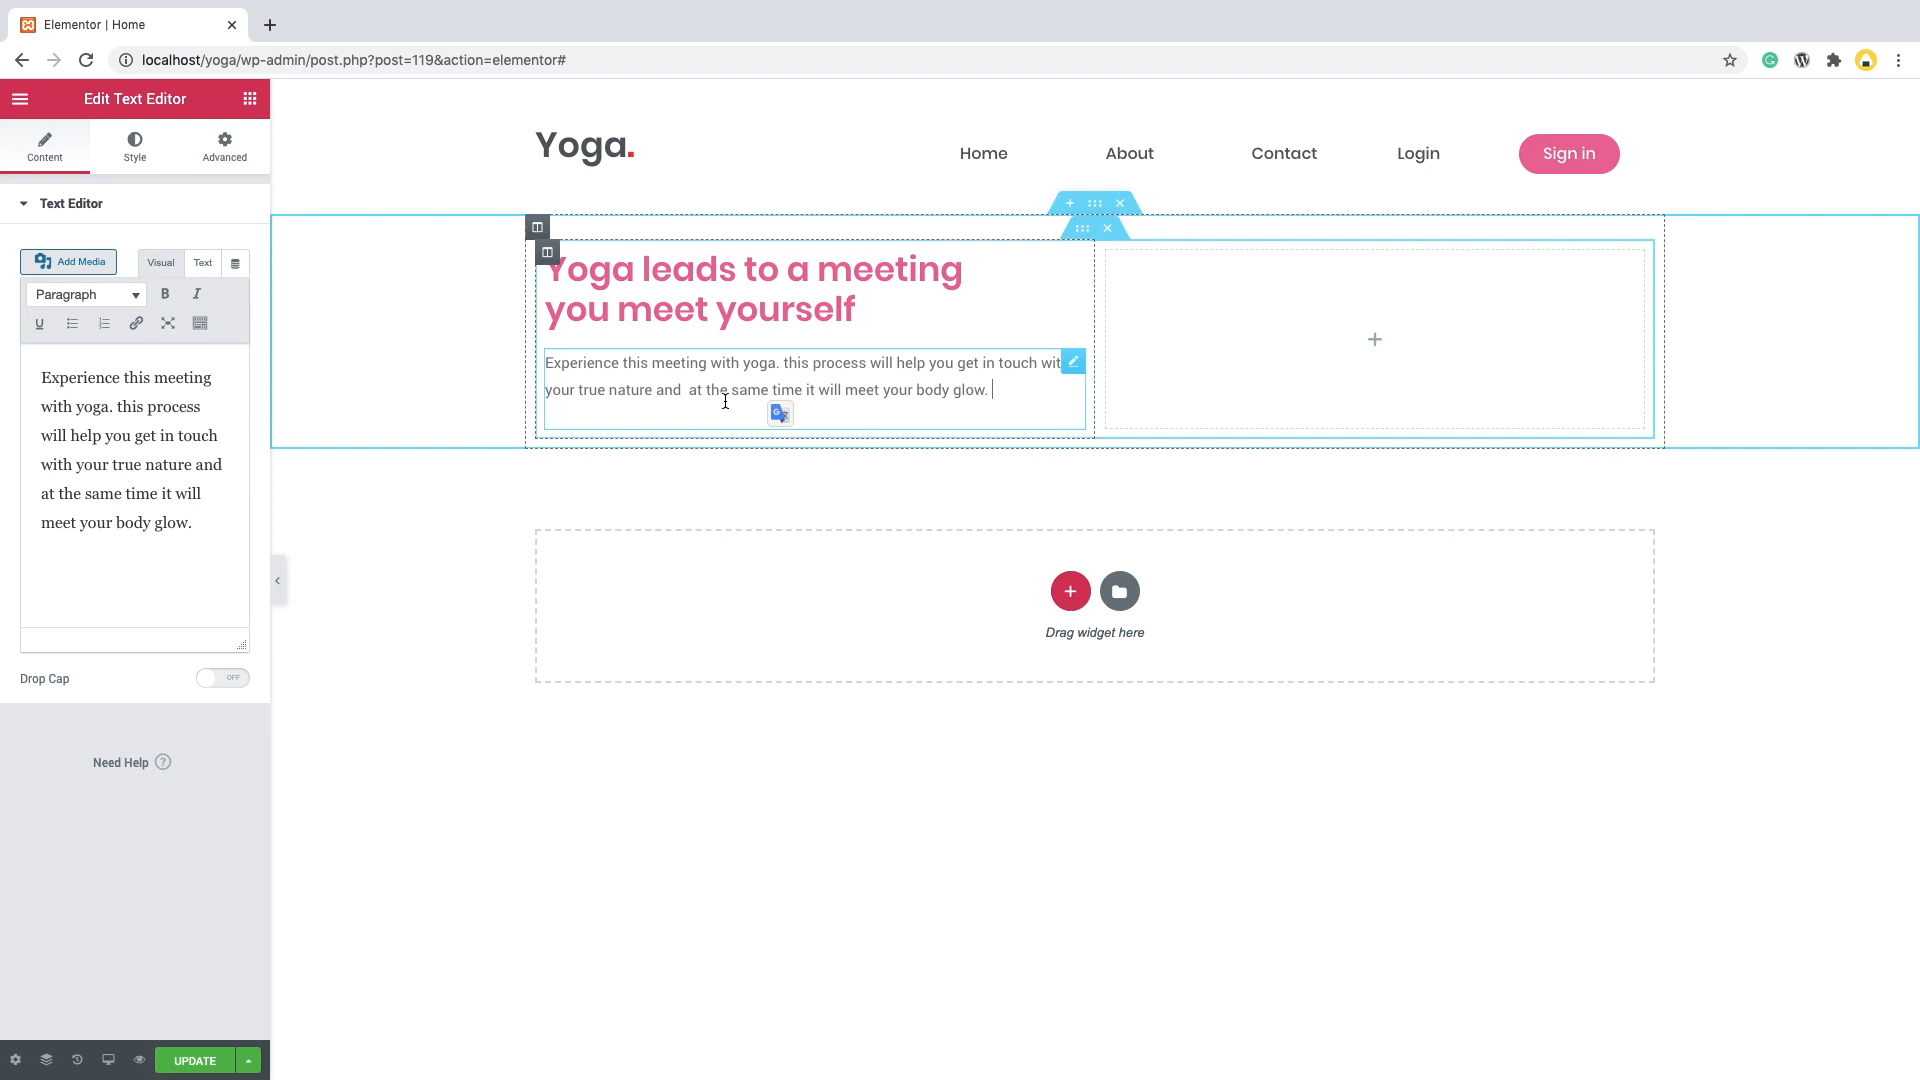 Elementor | Home
localhost/yoga/wp-admin/post.php?post=119&action=elementor#
Edit Text Editor
Content
Style
Advanced
Text Editor
Add Media
Visual
Text
Paragraph
B
I
U
Experience this meeting
with yoga. this process
will help you get in touch
with your true nature and
at the same time it will
meet your body glow.
Drop Cap
OFF
Need Help ?
UPDATE
Yoga.
Home
About
Contact
Login
Sign in
Yoga leads to a meeting
you meet yourself
Experience this meeting with yoga. this process will help you get in touch wit
your true nature and  at the same time it will meet your body glow.
Drag widget here